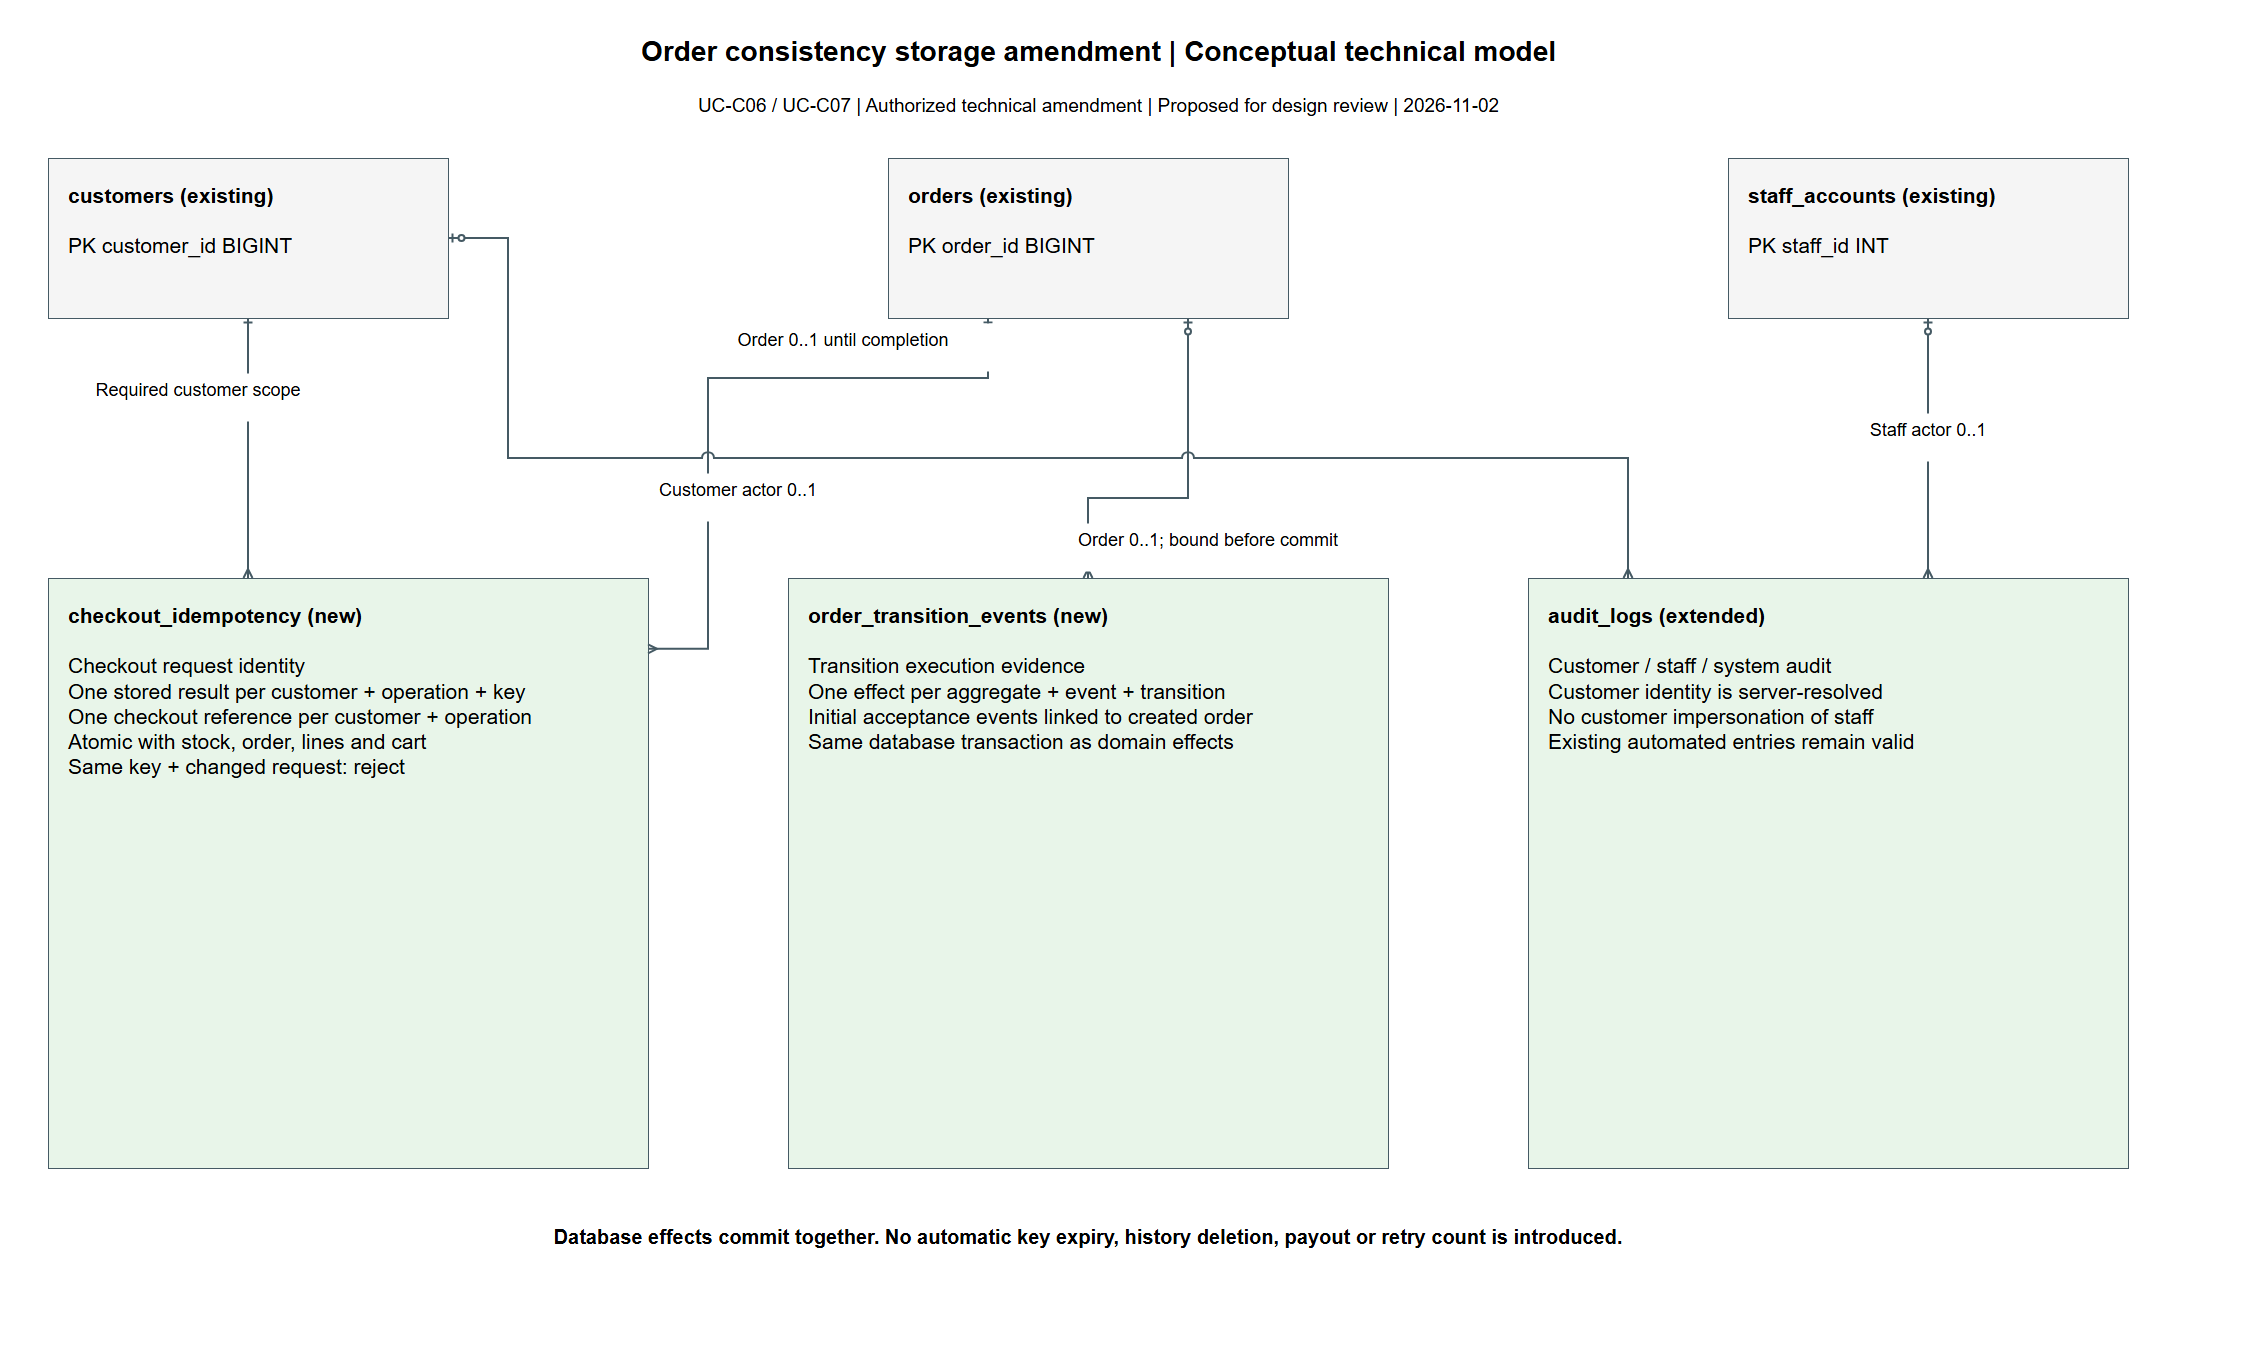 Order consistency storage amendment | Conceptual technical model
UC-C06 / UC-C07 | Authorized technical amendment | Proposed for design review | 2026-11-02
customers (existing)
PK customer_id BIGINT
orders (existing)
PK order_id BIGINT
staff_accounts (existing)
PK staff_id INT
Order 0..1 until completion
Required customer scope
Staff actor 0..1
Customer actor 0..1
Order 0..1; bound before commit
checkout_idempotency (new)
Checkout request identity
One stored result per customer + operation + key
One checkout reference per customer + operation
Atomic with stock, order, lines and cart
Same key + changed request: reject
order_transition_events (new)
Transition execution evidence
One effect per aggregate + event + transition
Initial acceptance events linked to created order
Same database transaction as domain effects
audit_logs (extended)
Customer / staff / system audit
Customer identity is server-resolved
No customer impersonation of staff
Existing automated entries remain valid
Database effects commit together. No automatic key expiry, history deletion, payout or retry count is introduced.